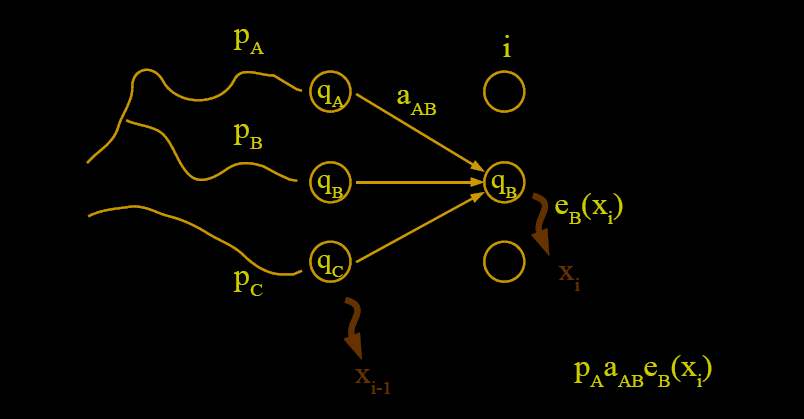 p_A
i
q_A
a_AB
p_B
q_B
q_B
e_B(x_i)
q_C
p_C
x_i
x_i-1
p_A a_AB e_B(x_i)